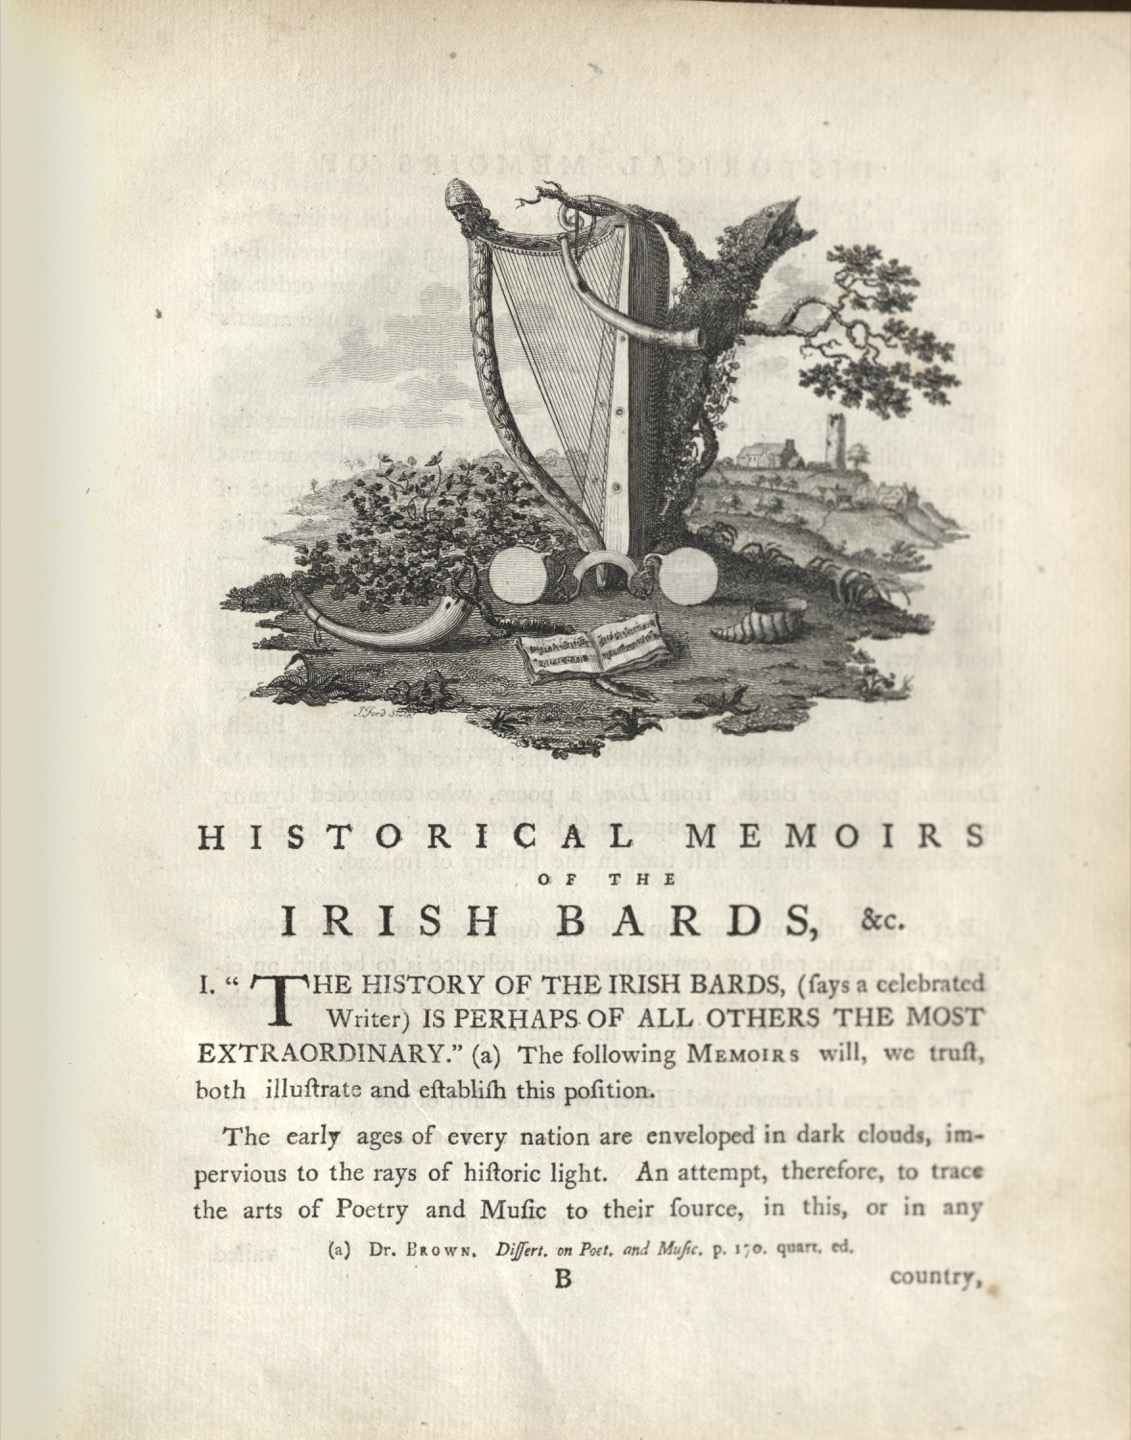 HISTORICAL MEMOIRS
OF THE
IRISH BARDS, &c.
I. “THE HISTORY OF THE IRISH BARDS, (ſays a celebrated
Writer) IS PERHAPS OF ALL OTHERS THE MOST
EXTRAORDINARY.” (a) The following MEMOIRS will, we truſt,
both illuſtrate and eſtabliſh this poſition.
The early ages of every nation are enveloped in dark clouds, im-
pervious to the rays of hiſtoric light. An attempt, therefore, to trace
the arts of Poetry and Muſic to their ſource, in this, or in any
(a) Dr. BROWN. Diſſert. on Poet. and Muſic. p. 170. quart. ed.
B
country,